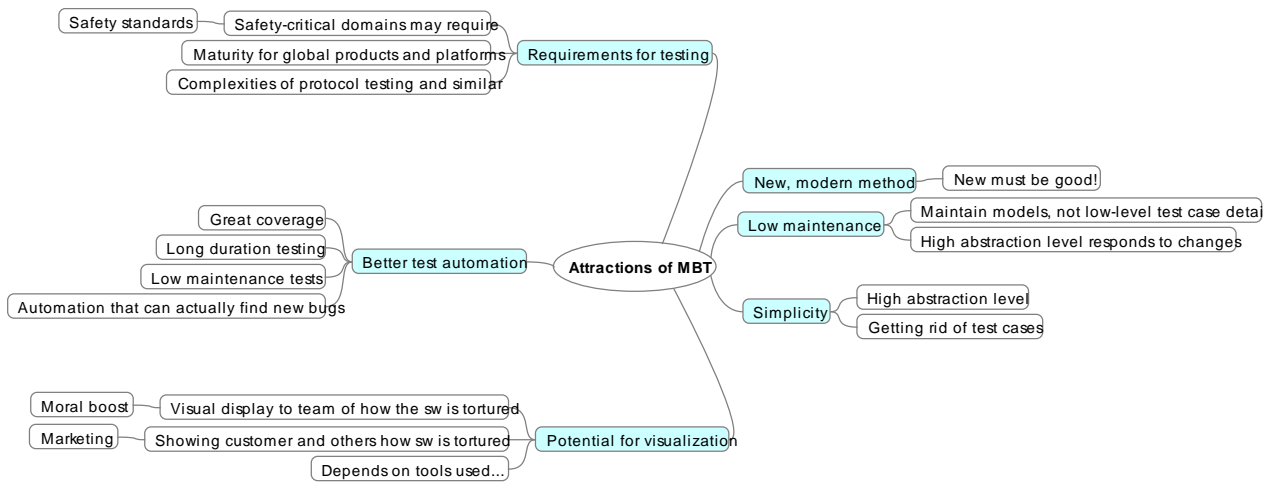 Safety standards
Safety-critical domains may require
Maturity for global products and platforms
Complexities of protocol testing and similar
Requirements for testing
New, modern method
New must be good!
Low maintenance
Maintain models, not low-level test case detai
High abstraction level responds to changes
Great coverage
Long duration testing
Low maintenance tests
Automation that can actually find new bugs
Better test automation
Attractions of MBT
Simplicity
High abstraction level
Getting rid of test cases
Moral boost
Visual display to team of how the sw is tortured
Marketing
Showing customer and others how sw is tortured
Depends on tools used...
Potential for visualization